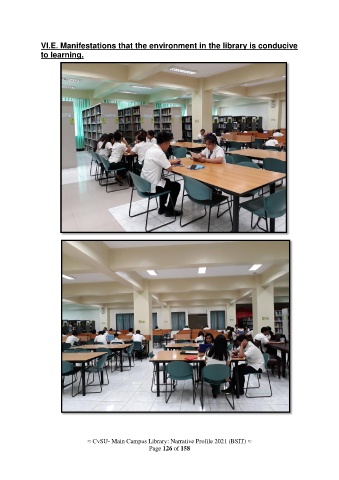 VI.E. Manifestations that the environment in the library is conducive
to learning.
≈ CvSU- Main Campus Library: Narrative Profile 2021 (BSIT) ≈
Page 126 of 158